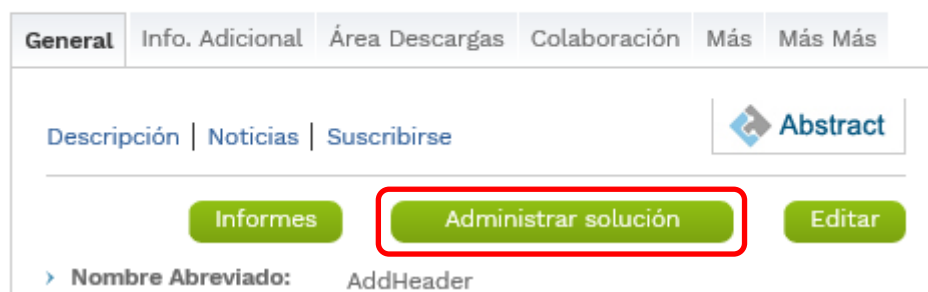 General Info. Adicional Área Descargas Colaboración Más Más Más
Descripción | Noticias | Suscribirse Abstract
Informes Administrar solución Editar
› Nombre Abreviado: AddHeader